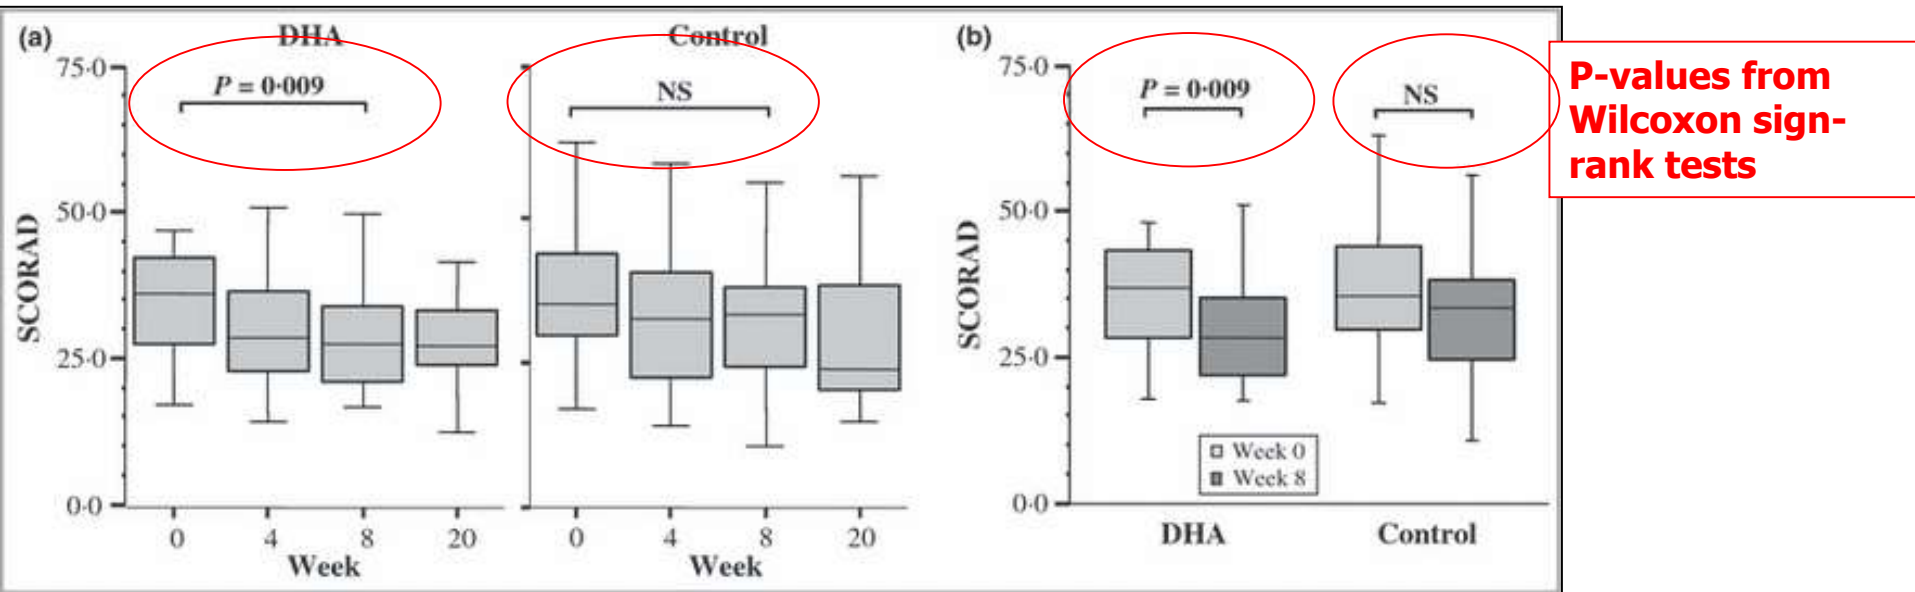 (a)
DHA
Control
75·0
P = 0·009
NS
50·0
25·0
0·0
SCORAD
0 4 8 20
Week
0 4 8 20
Week
(b)
75·0
P = 0·009
NS
50·0
25·0
0·0
SCORAD
Week 0
Week 8
DHA
Control
P-values from
Wilcoxon sign-
rank tests